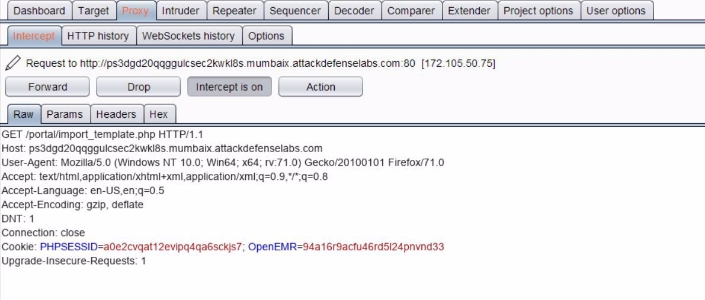 Dashboard Target Proxy Intruder Repeater Sequencer Decoder Comparer Extender Project options User options
Intercept HTTP history WebSockets history Options
Request to http://ps3dgd20qqggulcsec2kwkl8s.mumbaix.attackdefenselabs.com:80 [172.105.50.75]
Forward Drop Intercept is on Action
Raw Params Headers Hex
GET /portal/import_template.php HTTP/1.1
Host: ps3dgd20qqggulcsec2kwkl8s.mumbaix.attackdefenselabs.com
User-Agent: Mozilla/5.0 (Windows NT 10.0; Win64; x64; rv:71.0) Gecko/20100101 Firefox/71.0
Accept: text/html,application/xhtml+xml,application/xml;q=0.9,*/*;q=0.8
Accept-Language: en-US,en;q=0.5
Accept-Encoding: gzip, deflate
DNT: 1
Connection: close
Cookie: PHPSESSID=a0e2cvqat12evipq4qa6sckjs7; OpenEMR=94a16r9acfu46rd5l24pnvnd33
Upgrade-Insecure-Requests: 1